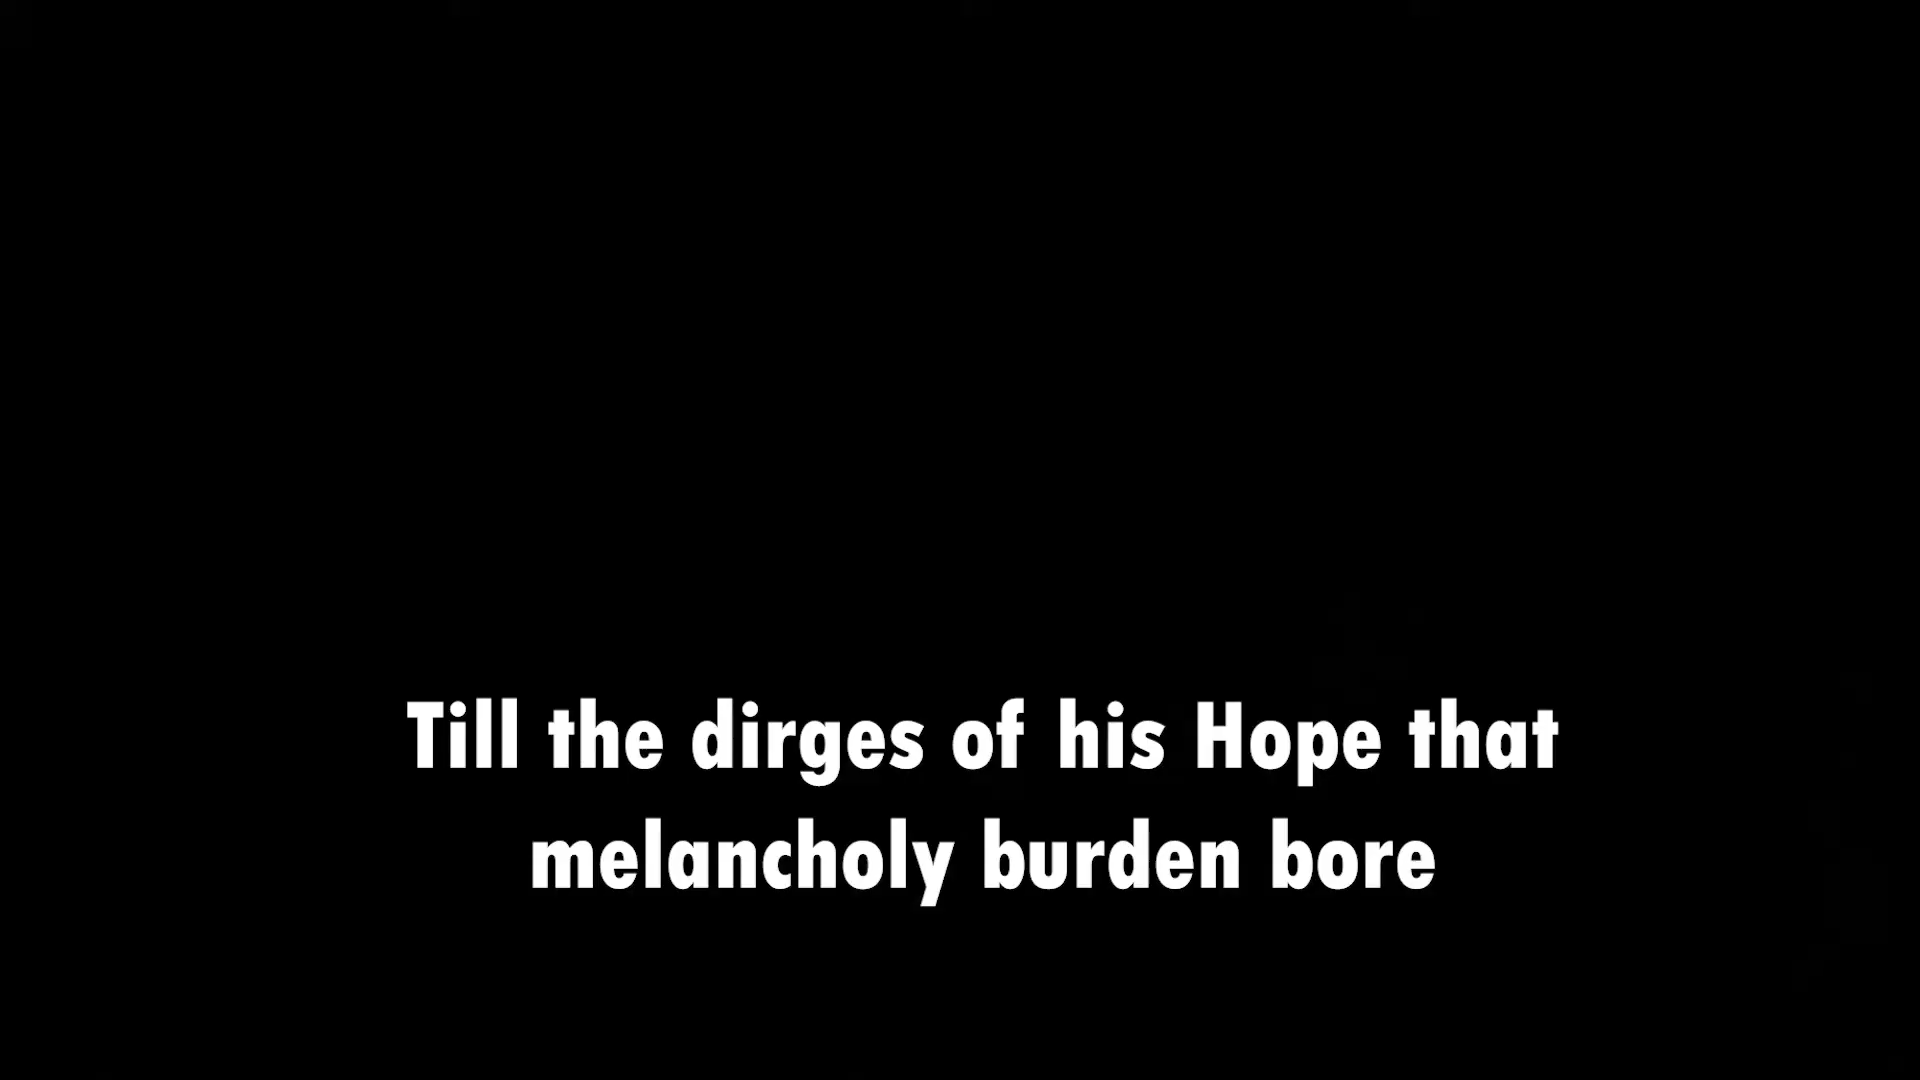 Till the dirges of his Hope that
melancholy burden bore